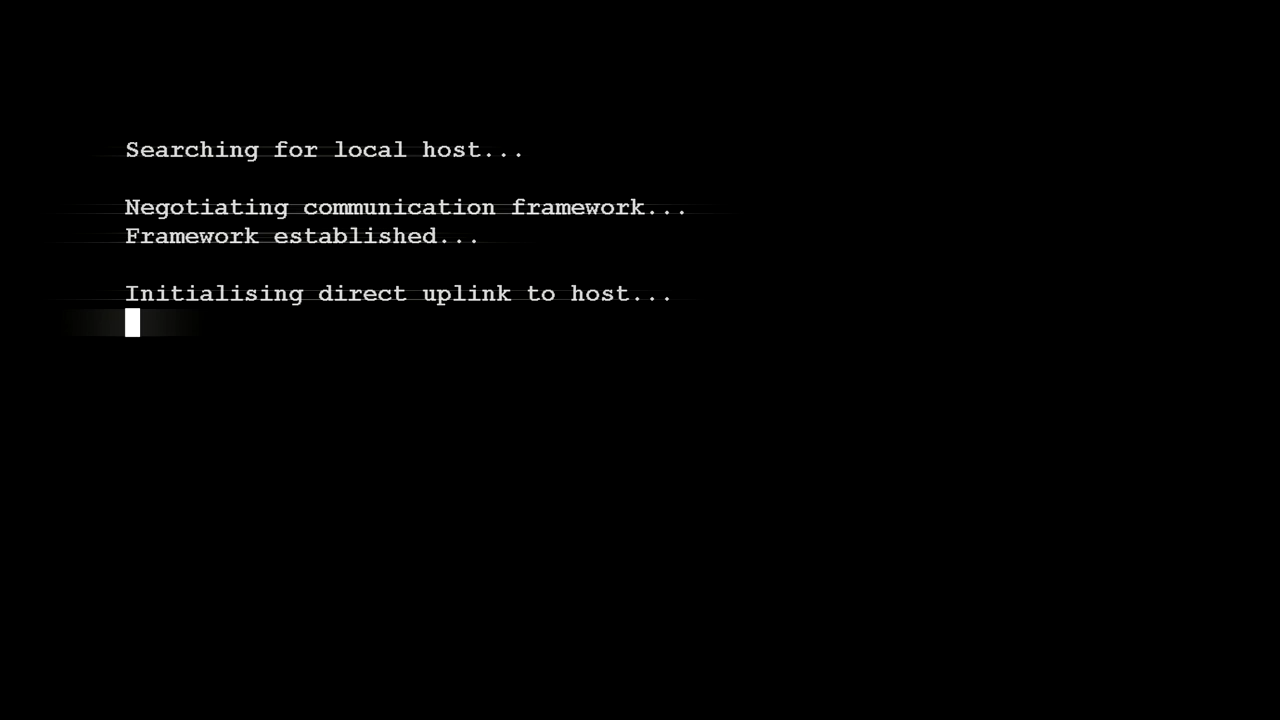 Searching for local host...
Negotiating communication framework...
Framework established...
Initialising direct uplink to host...